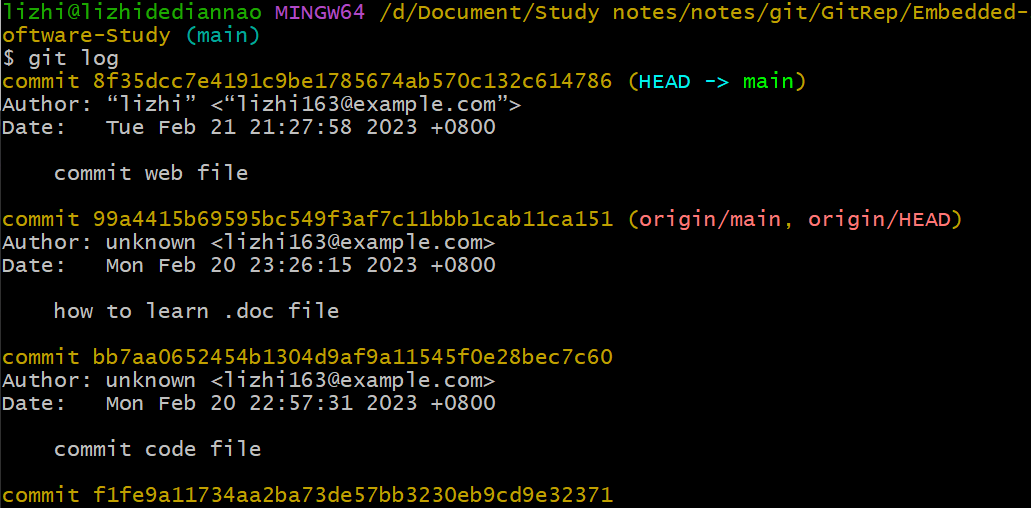 lizhi@lizhidediannao MINGW64 /d/Document/Study notes/notes/git/GitRep/Embedded-
oftware-Study (main)
$ git log
commit 8f35dcc7e4191c9be1785674ab570c132c614786 (HEAD -> main)
Author: “lizhi” <“lizhi163@example.com”>
Date:   Tue Feb 21 21:27:58 2023 +0800
    commit web file
commit 99a4415b69595bc549f3af7c11bbb1cab11ca151 (origin/main, origin/HEAD)
Author: unknown <lizhi163@example.com>
Date:   Mon Feb 20 23:26:15 2023 +0800
    how to learn .doc file
commit bb7aa0652454b1304d9af9a11545f0e28bec7c60
Author: unknown <lizhi163@example.com>
Date:   Mon Feb 20 22:57:31 2023 +0800
    commit code file
commit f1fe9a11734aa2ba73de57bb3230eb9cd9e32371